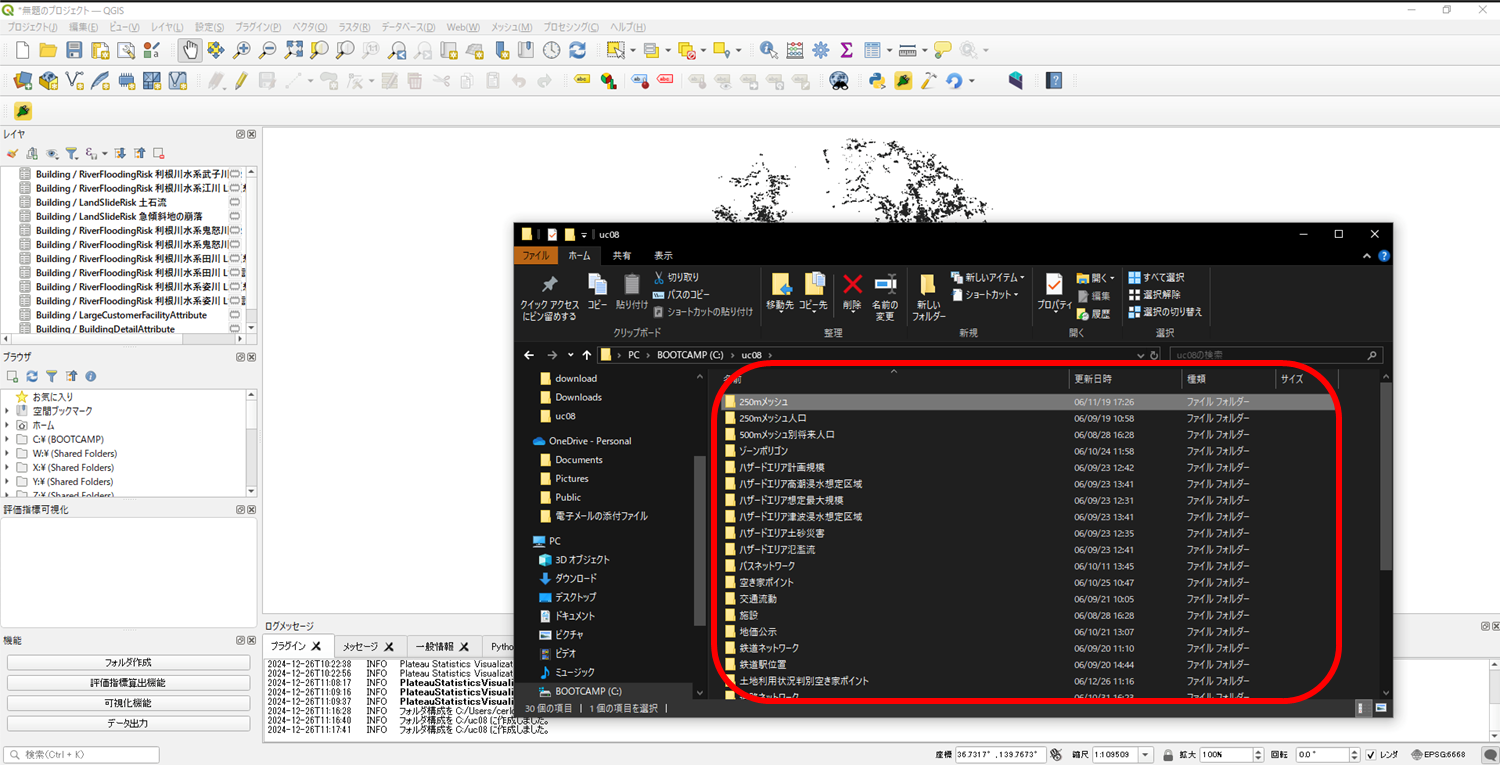 *無題のプロジェクト — QGIS
プロジェクト(J) 編集(E) ビュー(V) レイヤ(L) 設定(S) プラグイン(P) ベクタ(O) ラスタ(R) データベース(D) Web(W) メッシュ(M) プロセシング(C) ヘルプ(H)
レイヤ
Building / RiverFloodingRisk 利根川水系武子川
Building / RiverFloodingRisk 利根川水系江川 L
Building / LandSlideRisk 土石流
Building / LandSlideRisk 急傾斜地の崩落
Building / RiverFloodingRisk 利根川水系鬼怒川
Building / RiverFloodingRisk 利根川水系鬼怒川
Building / RiverFloodingRisk 利根川水系田川 L
Building / RiverFloodingRisk 利根川水系田川 L
Building / RiverFloodingRisk 利根川水系姿川 L
Building / RiverFloodingRisk 利根川水系姿川 L
Building / LargeCustomerFacilityAttribute
Building / BuildingDetailAttribute
ブラウザ
お気に入り
空間ブックマーク
ホーム
C:¥ (BOOTCAMP)
W:¥ (Shared Folders)
X:¥ (Shared Folders)
Y:¥ (Shared Folders)
Z:¥ (Shared Folders)
評価指標可視化
機能
フォルダ作成
評価指標算出機能
可視化機能
データ出力
検索(Ctrl + K)
uc08
ファイル ホーム 共有 表示
クイック アクセスにピン留めする コピー 貼り付け 切り取り パスのコピー ショートカットの貼り付け
移動先 コピー先 削除 名前の変更 新しいフォルダー 新しいアイテム ショートカット
プロパティ 開く 編集 履歴 すべて選択 選択解除 選択の切り替え
クリップボード 整理 新規 開く 選択
PC BOOTCAMP (C:) uc08 uc08の検索
download
Downloads
uc08
OneDrive - Personal
Documents
Pictures
Public
電子メールの添付ファイル
PC
3D オブジェクト
ダウンロード
デスクトップ
ドキュメント
ピクチャ
ビデオ
ミュージック
BOOTCAMP (C:)
名前 更新日時 種類 サイズ
250mメッシュ 06/11/19 17:26 ファイル フォルダー
250mメッシュ人口 06/09/19 10:58 ファイル フォルダー
500mメッシュ別将来人口 06/08/28 16:28 ファイル フォルダー
ゾーンポリゴン 06/10/24 11:58 ファイル フォルダー
ハザードエリア計画規模 06/09/23 12:42 ファイル フォルダー
ハザードエリア高潮浸水想定区域 06/09/23 13:41 ファイル フォルダー
ハザードエリア想定最大規模 06/09/23 12:31 ファイル フォルダー
ハザードエリア津波浸水想定区域 06/09/23 13:41 ファイル フォルダー
ハザードエリア土砂災害 06/09/23 12:35 ファイル フォルダー
ハザードエリア氾濫流 06/09/23 12:41 ファイル フォルダー
バスネットワーク 06/10/11 13:45 ファイル フォルダー
空き家ポイント 06/10/25 10:47 ファイル フォルダー
交通流動 06/09/21 10:05 ファイル フォルダー
施設 06/08/28 16:28 ファイル フォルダー
地価公示 06/10/21 13:07 ファイル フォルダー
鉄道ネットワーク 06/09/20 11:10 ファイル フォルダー
鉄道駅位置 06/09/20 14:44 ファイル フォルダー
土地利用状況判別空き家ポイント 06/12/26 11:16 ファイル フォルダー
30 個の項目 1 個の項目を選択
ログメッセージ
プラグイン メッセージ 一般情報 Pytho
2024-12-26T10:22:38 INFO Plateau Statistics Visualizat
2024-12-26T10:22:56 INFO Plateau Statistics Visualizat
2024-12-26T11:08:17 INFO PlateauStatisticsVisuali
2024-12-26T11:09:16 INFO PlateauStatisticsVisuali
2024-12-26T11:09:37 INFO PlateauStatisticsVisuali
2024-12-26T11:16:28 INFO フォルダ構成を C:/Users/cerlc
2024-12-26T11:16:40 INFO フォルダ構成を C:/uc08 に作成しました。
2024-12-26T11:17:41 INFO フォルダ構成を C:/uc08 に作成しました。
座標 36.7317°,139.7673° 縮尺 1:109509 拡大 100% 回転 0.0° レンダ EPSG:6668